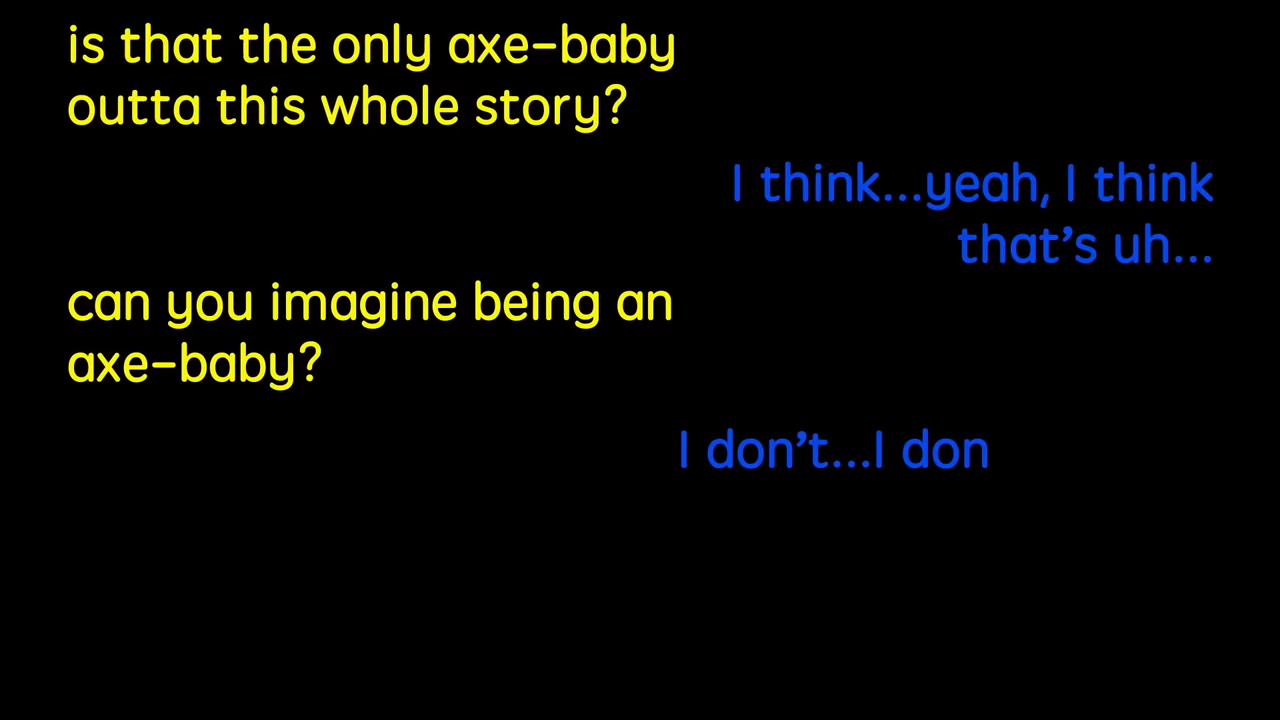 is that the only axe-baby
outta this whole story?
I think...yeah, I think
that's uh...
can you imagine being an
axe-baby?
I don't...I don